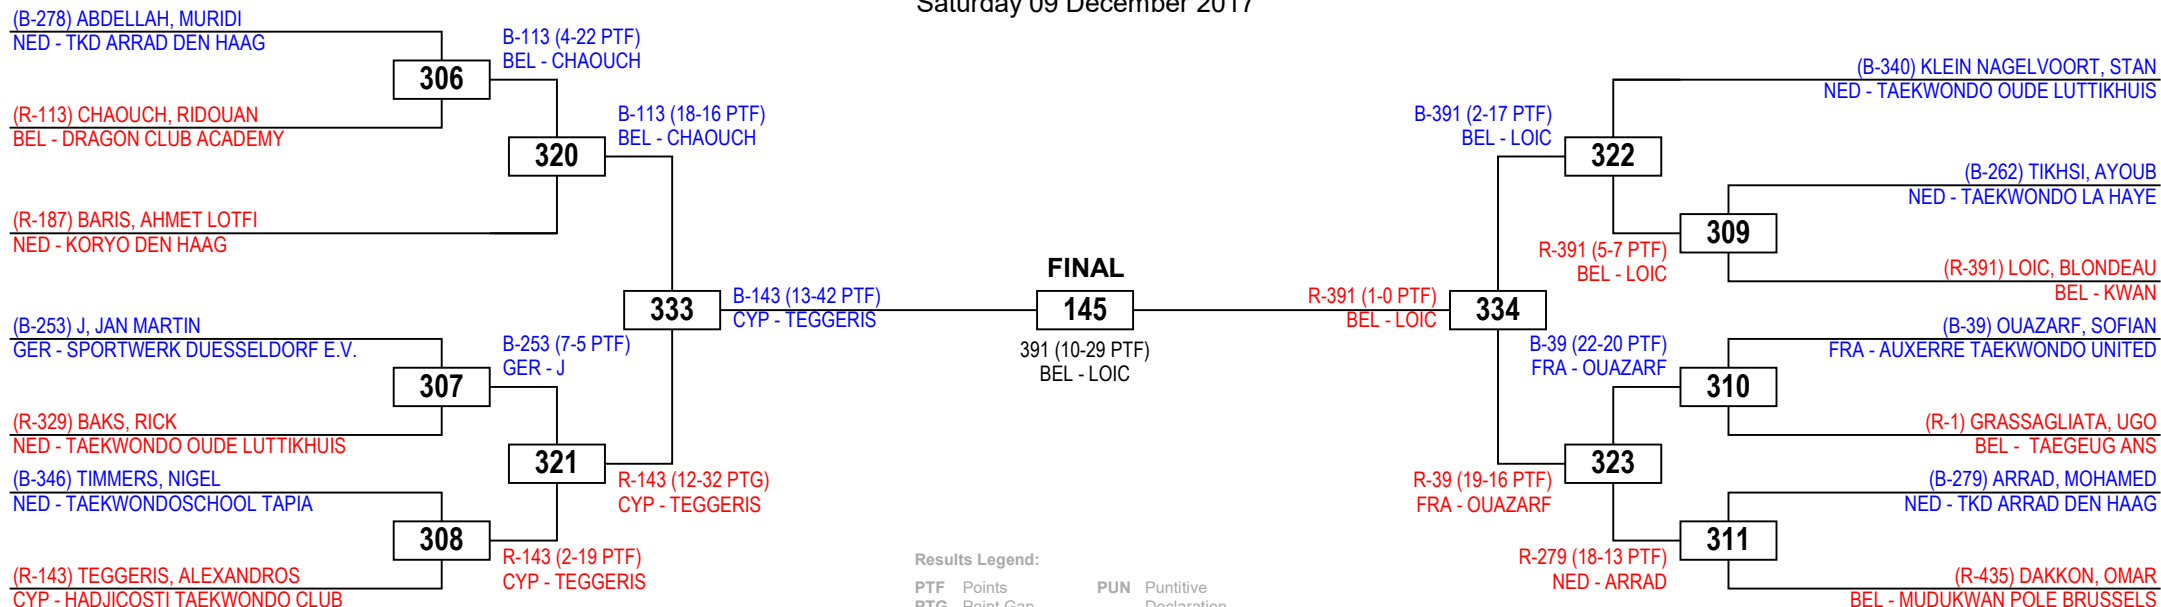 Saturday 09 December 2017
(B-278) ABDELLAH, MURIDI
NED - TKD ARRAD DEN HAAG
306
(R-113) CHAOUCH, RIDOUAN
BEL - DRAGON CLUB ACADEMY
B-113 (4-22 PTF)
BEL - CHAOUCH
320
(R-187) BARIS, AHMET LOTFI
NED - KORYO DEN HAAG
B-113 (18-16 PTF)
BEL - CHAOUCH
333
(B-253) J, JAN MARTIN
GER - SPORTWERK DUESSELDORF E.V.
307
(R-329) BAKS, RICK
NED - TAEKWONDO OUDE LUTTIKHUIS
B-253 (7-5 PTF)
GER - J
321
(B-346) TIMMERS, NIGEL
NED - TAEKWONDOSCHOOL TAPIA
308
(R-143) TEGGERIS, ALEXANDROS
CYP - HADJICOSTI TAEKWONDO CLUB
R-143 (2-19 PTF)
CYP - TEGGERIS
R-143 (12-32 PTG)
CYP - TEGGERIS
B-143 (13-42 PTF)
CYP - TEGGERIS
FINAL
145
391 (10-29 PTF)
BEL - LOIC
R-391 (1-0 PTF)
BEL - LOIC
334
B-391 (2-17 PTF)
BEL - LOIC
322
(B-340) KLEIN NAGELVOORT, STAN
NED - TAEKWONDO OUDE LUTTIKHUIS
(B-262) TIKHSI, AYOUB
NED - TAEKWONDO LA HAYE
309
R-391 (5-7 PTF)
BEL - LOIC
(R-391) LOIC, BLONDEAU
BEL - KWAN
(B-39) OUAZARF, SOFIAN
FRA - AUXERRE TAEKWONDO UNITED
B-39 (22-20 PTF)
FRA - OUAZARF
310
(R-1) GRASSAGLIATA, UGO
BEL - TAEGEUG ANS
323
R-39 (19-16 PTF)
FRA - OUAZARF
(B-279) ARRAD, MOHAMED
NED - TKD ARRAD DEN HAAG
311
R-279 (18-13 PTF)
NED - ARRAD
(R-435) DAKKON, OMAR
BEL - MUDUKWAN POLE BRUSSELS
Results Legend:
PTF Points PUN Puntitive
PTG Point Gap Declaration